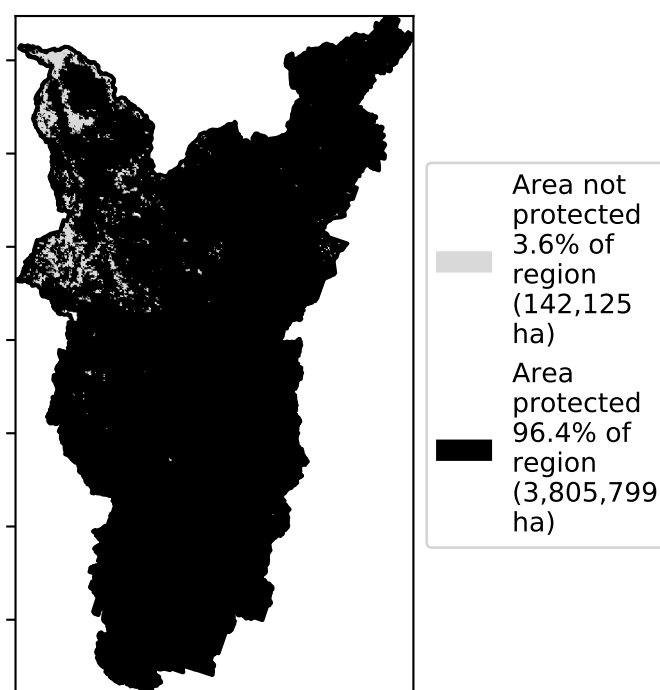 Area not
protected
3.6% of
region
(142,125
ha)
Area
protected
96.4% of
region
(3,805,799
ha)